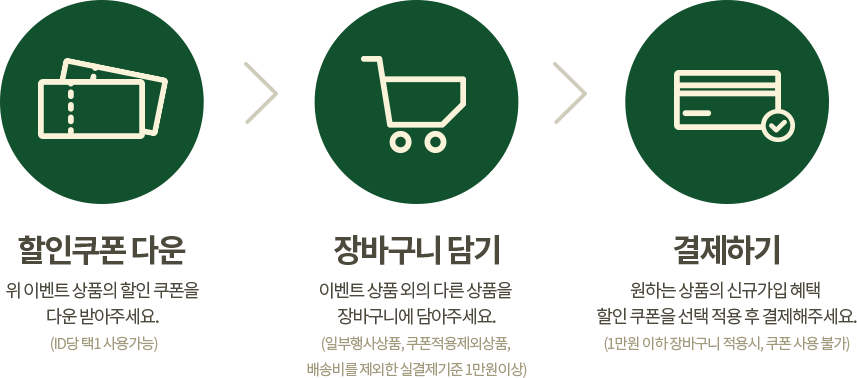 할인쿠폰 다운
위 이벤트 상품의 할인 쿠폰을
다운 받아주세요.
(ID당 택1 사용가능)
장바구니 담기
이벤트 상품 외의 다른 상품을
장바구니에 담아주세요.
(일부행사상품, 쿠폰적용제외상품,
배송비를 제외한 실결제기준 1만원이상)
결제하기
원하는 상품의 신규가입 혜택
할인 쿠폰을 선택 적용 후 결제해주세요.
(1만원 이하 장바구니 적용시, 쿠폰 사용 불가)